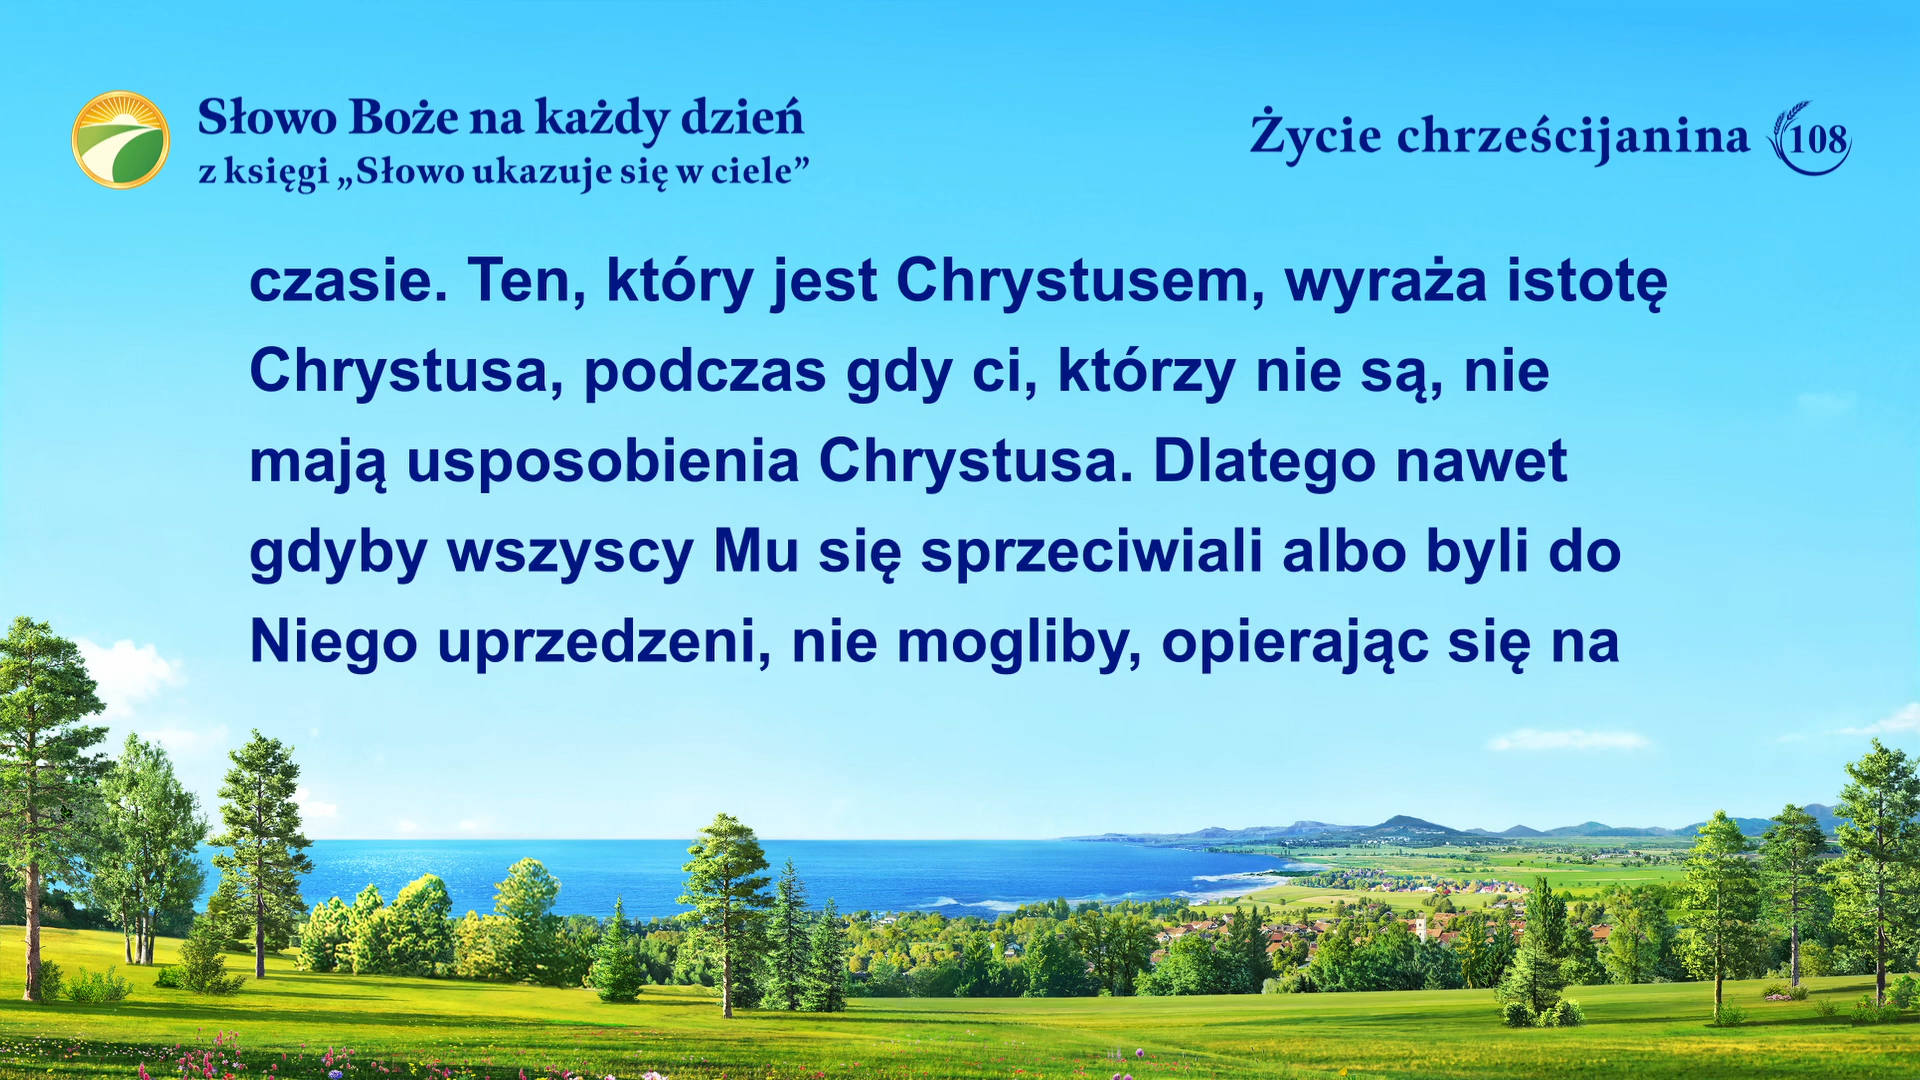 Słowo Boże na każdy dzień
z księgi „Słowo ukazuje się w ciele”
Życie chrześcijanina 108
czasie. Ten, który jest Chrystusem, wyraża istotę
Chrystusa, podczas gdy ci, którzy nie są, nie
mają usposobienia Chrystusa. Dlatego nawet
gdyby wszyscy Mu się sprzeciwiali albo byli do
Niego uprzedzeni, nie mogliby, opierając się na